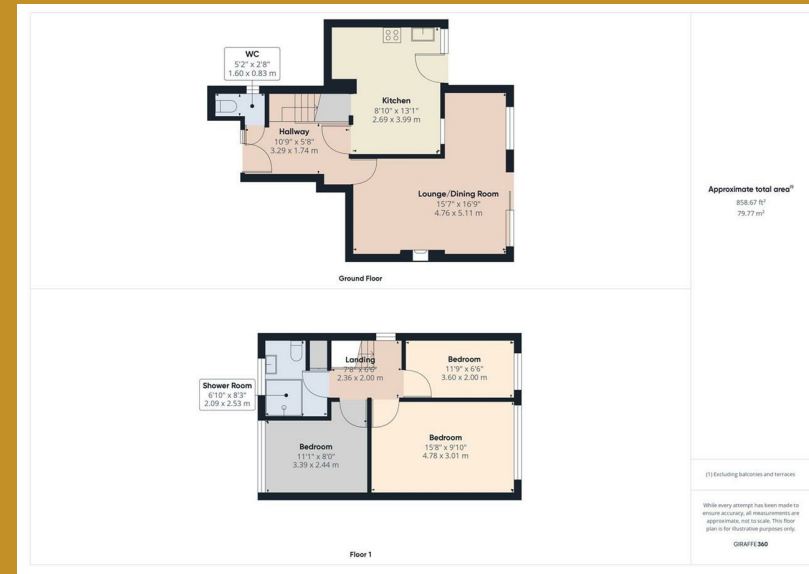 WC
5'2" x 2'8"
1.60 x 0.83 m
Kitchen
8'10" x 13'1"
2.69 x 3.99 m
Hallway
10'9" x 5'8"
3.29 x 1.74 m
Lounge/Dining Room
15'7" x 16'9"
4.76 x 5.11 m
Ground Floor
Landing
7'8" x 6'6"
2.36 x 2.00 m
Bedroom
11'9" x 6'6"
3.60 x 2.00 m
Shower Room
6'10" x 8'3"
2.09 x 2.53 m
Bedroom
11'1" x 8'0"
3.39 x 2.44 m
Bedroom
15'8" x 9'10"
4.78 x 3.01 m
Floor 1
Approximate total area(1)
858.67 ft²
79.77 m²
(1) Excluding balconies and terraces
While every attempt has been made to
ensure accuracy, all measurements are
approximate, not to scale. This floor
plan is for illustrative purposes only.
GIRAFFE360